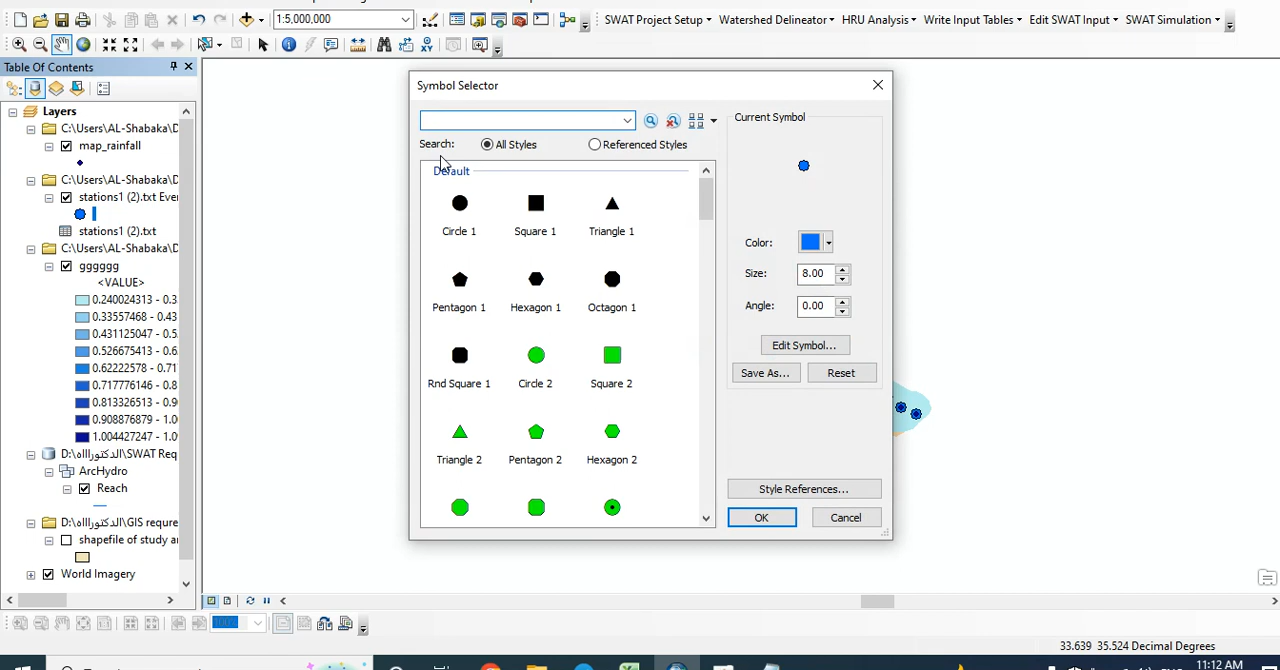 1:5,000,000
SWAT Project Setup Watershed Delineator HRU Analysis Write Input Tables Edit SWAT Input SWAT Simulation
Table Of Contents
Layers
C:\Users\AL-Shabaka\D
map_rainfall
C:\Users\AL-Shabaka\D
stations1 (2).txt Ever
stations1 (2).txt
C:\Users\AL-Shabaka\D
gggggg
<VALUE>
0.240024313 - 0.3
0.33557468 - 0.43
0.431125047 - 0.5
0.526675413 - 0.6
0.62222578 - 0.71
0.717776146 - 0.8
0.813326513 - 0.9
0.908876879 - 1.0
1.004427247 - 1.0
D:\الدكتوراااه\SWAT Req
ArcHydro
Reach
D:\الدكتوراااه\GIS requre
shapefile of study a
World Imagery
Symbol Selector
Search: All Styles Referenced Styles
Default
Circle 1 Square 1 Triangle 1
Pentagon 1 Hexagon 1 Octagon 1
Rnd Square 1 Circle 2 Square 2
Triangle 2 Pentagon 2 Hexagon 2
Current Symbol
Color:
Size: 8.00
Angle: 0.00
Edit Symbol...
Save As... Reset
Style References...
OK Cancel
100%
33.639 35.524 Decimal Degrees
11:12 AM